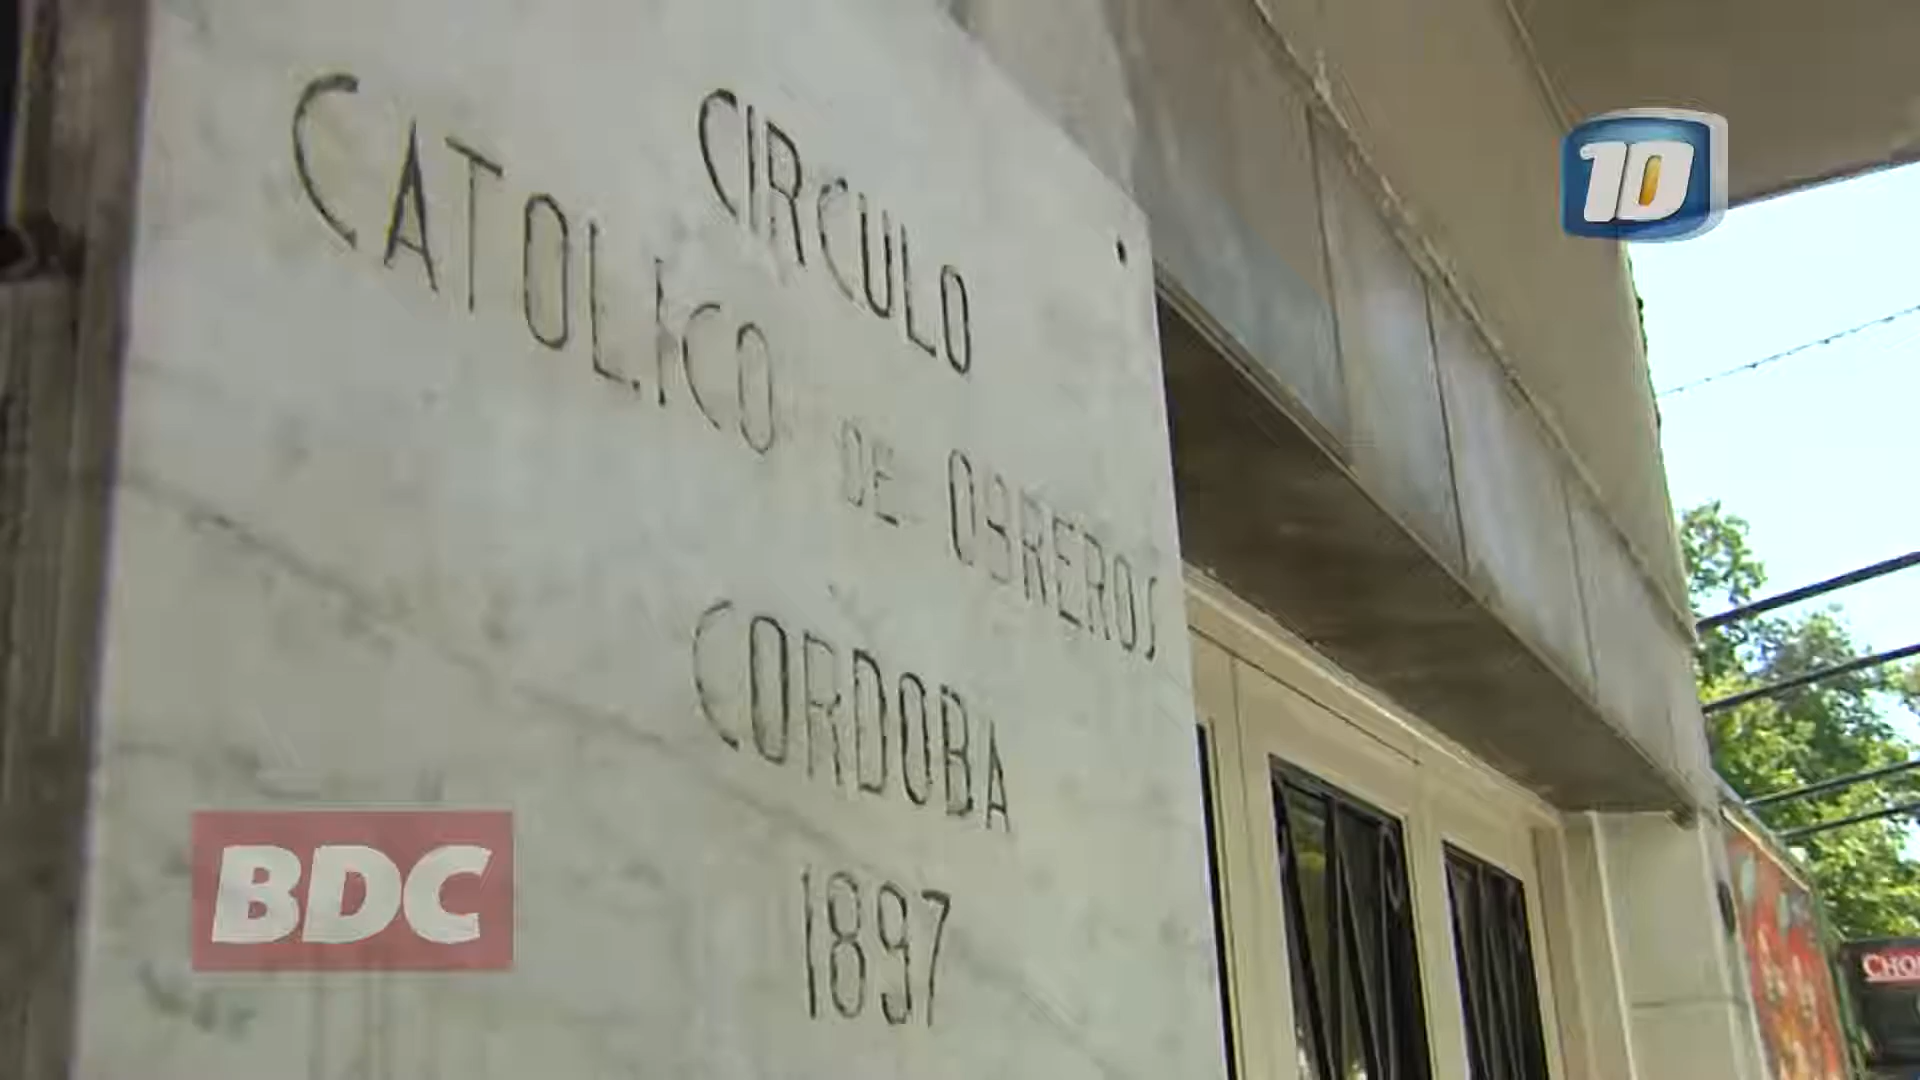 CIRCULO
CATOLICO DE OBREROS
CORDOBA
1897
10
BDC